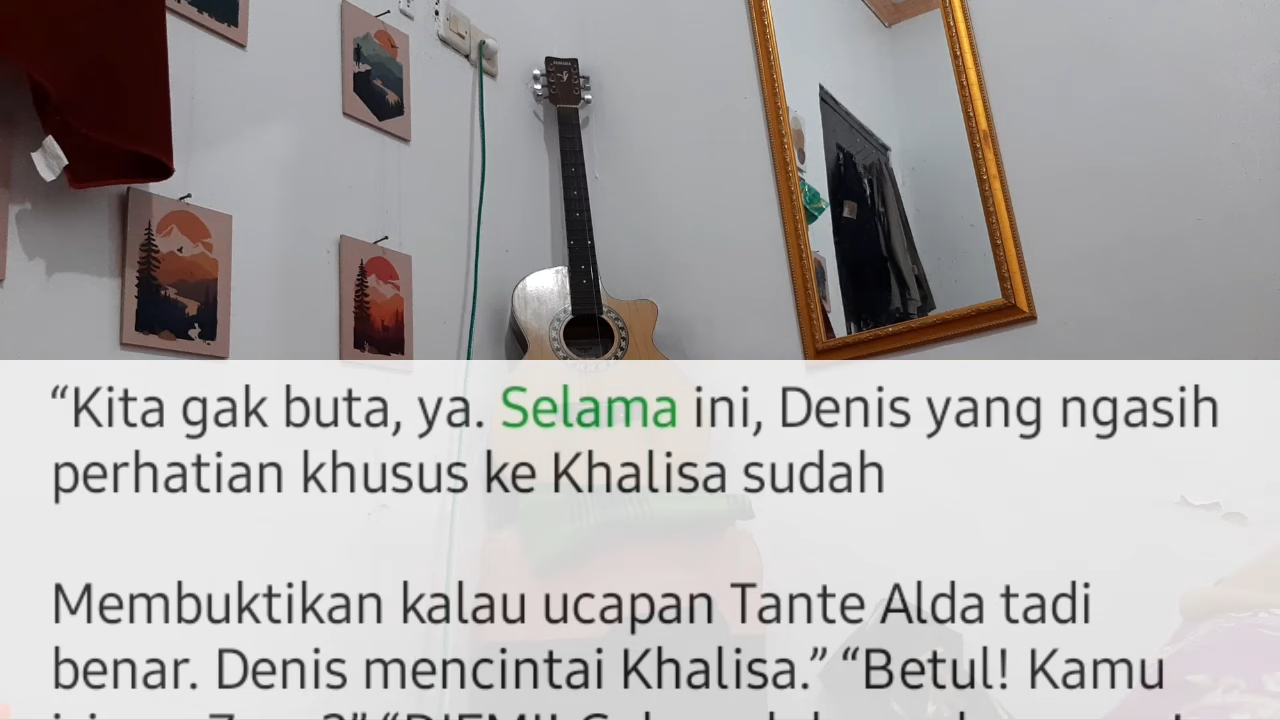 “Kita gak buta, ya. Selama ini, Denis yang ngasih
perhatian khusus ke Khalisa sudah
Membuktikan kalau ucapan Tante Alda tadi
benar. Denis mencintai Khalisa.” “Betul! Kamu